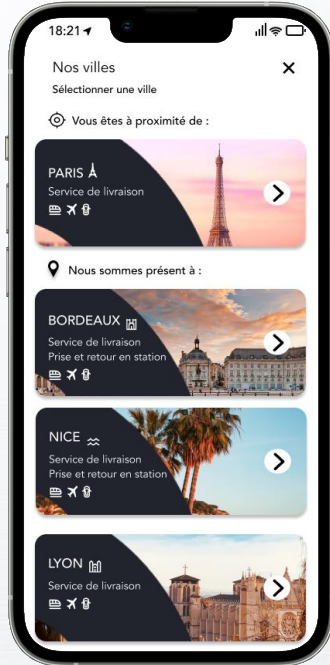 18:21
Nos villes
Sélectionner une ville
Vous êtes à proximité de :
PARIS
Service de livraison
Nous sommes présent à :
BORDEAUX
Service de livraison
Prise et retour en station
NICE
Service de livraison
Prise et retour en station
LYON
Service de livraison